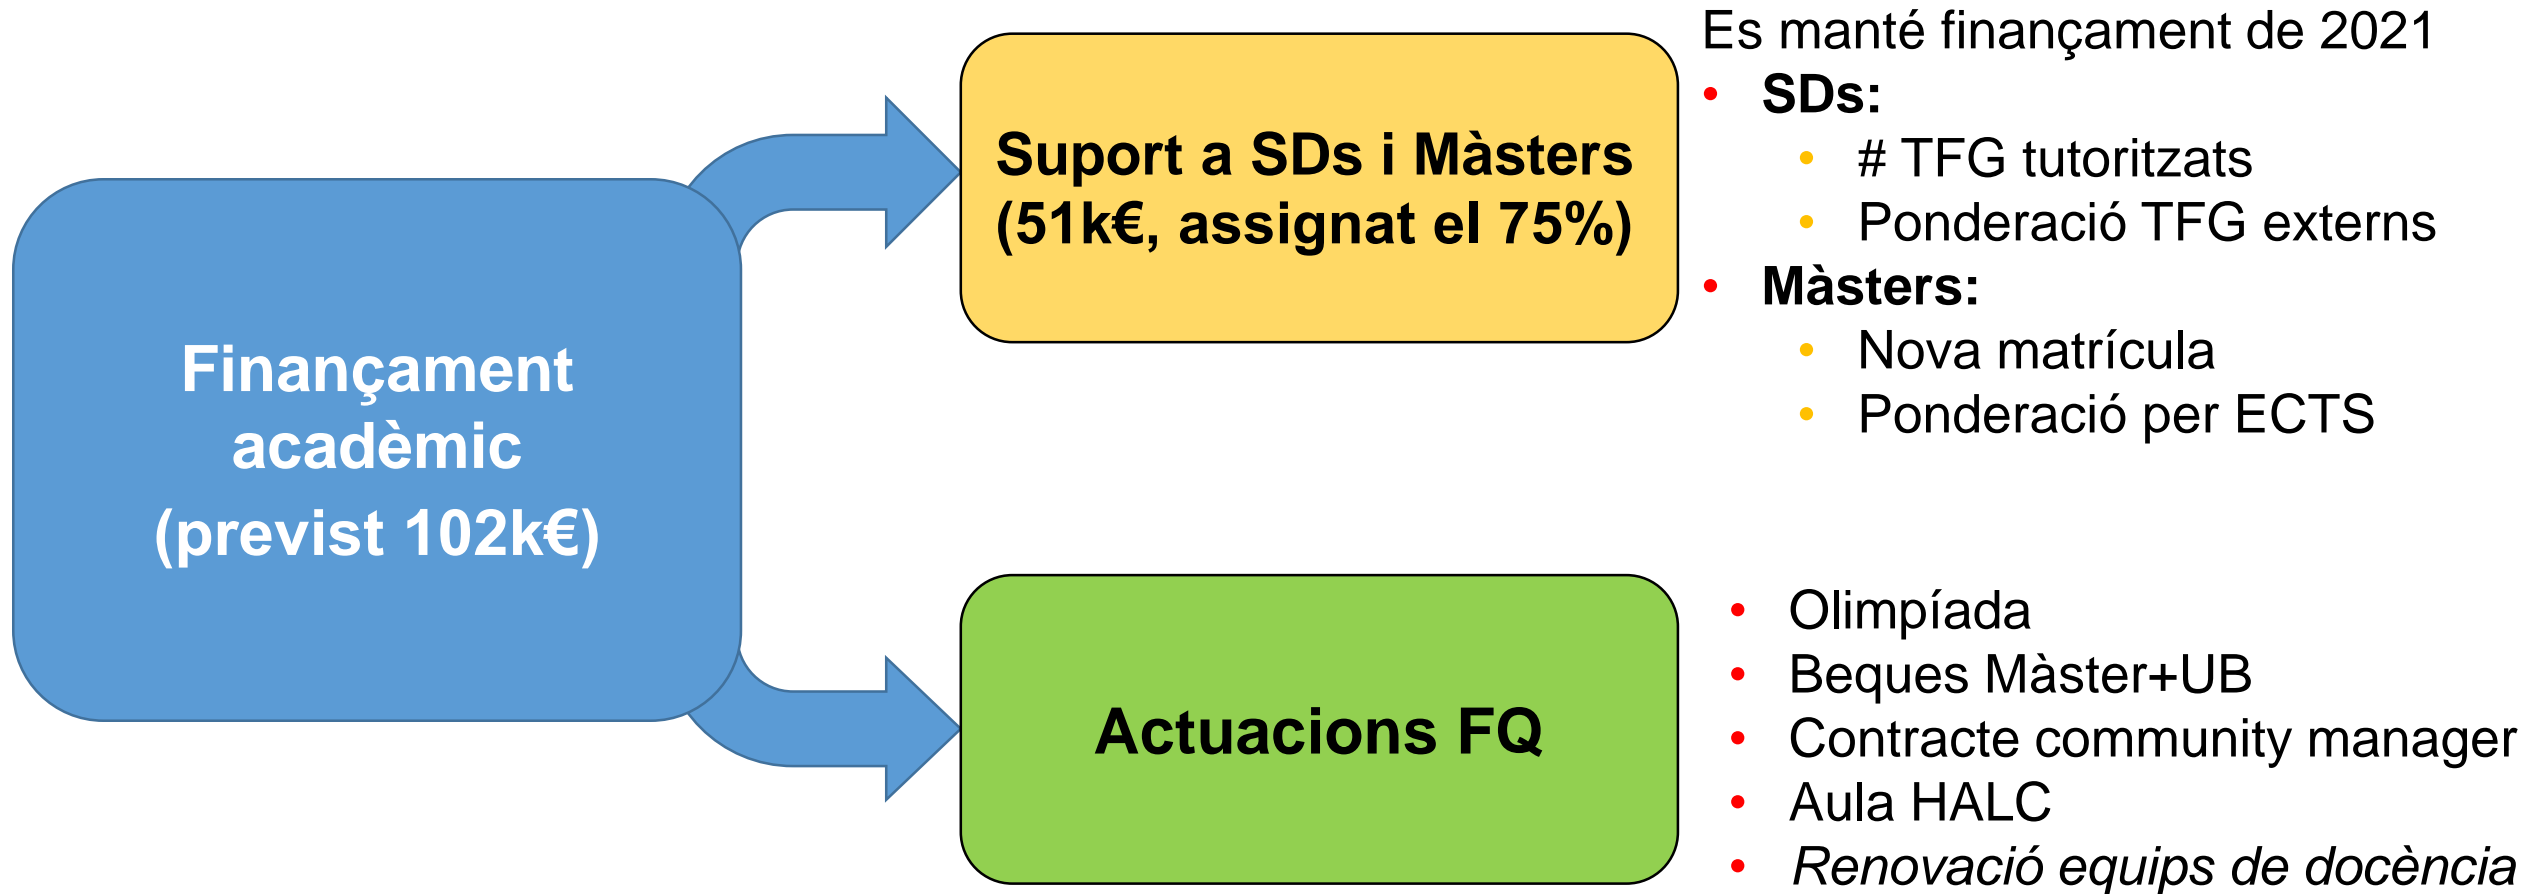 Finançament
acadèmic
(previst 102k€)
Suport a SDs i Màsters
(51k€, assignat el 75%)
Es manté finançament de 2021
• SDs:
• # TFG tutoritzats
• Ponderació TFG externs
• Màsters:
• Nova matrícula
• Ponderació per ECTS
Actuacions FQ
• Olimpíada
• Beques Màster+UB
• Contracte community manager
• Aula HALC
• Renovació equips de docència